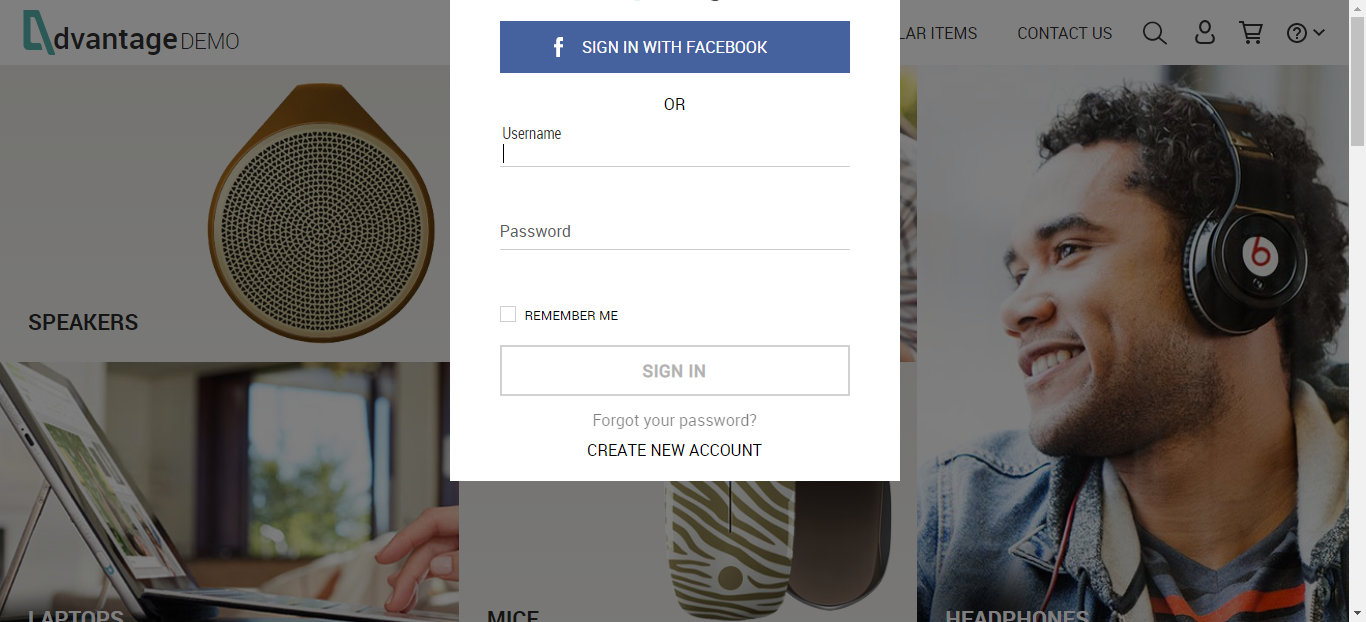 dvantage DEMO
LAR ITEMS
CONTACT US
SIGN IN WITH FACEBOOK
OR
Username
Password
REMEMBER ME
SIGN IN
Forgot your password?
CREATE NEW ACCOUNT
SPEAKERS
LAPTOPS
MICE
HEADPHONES